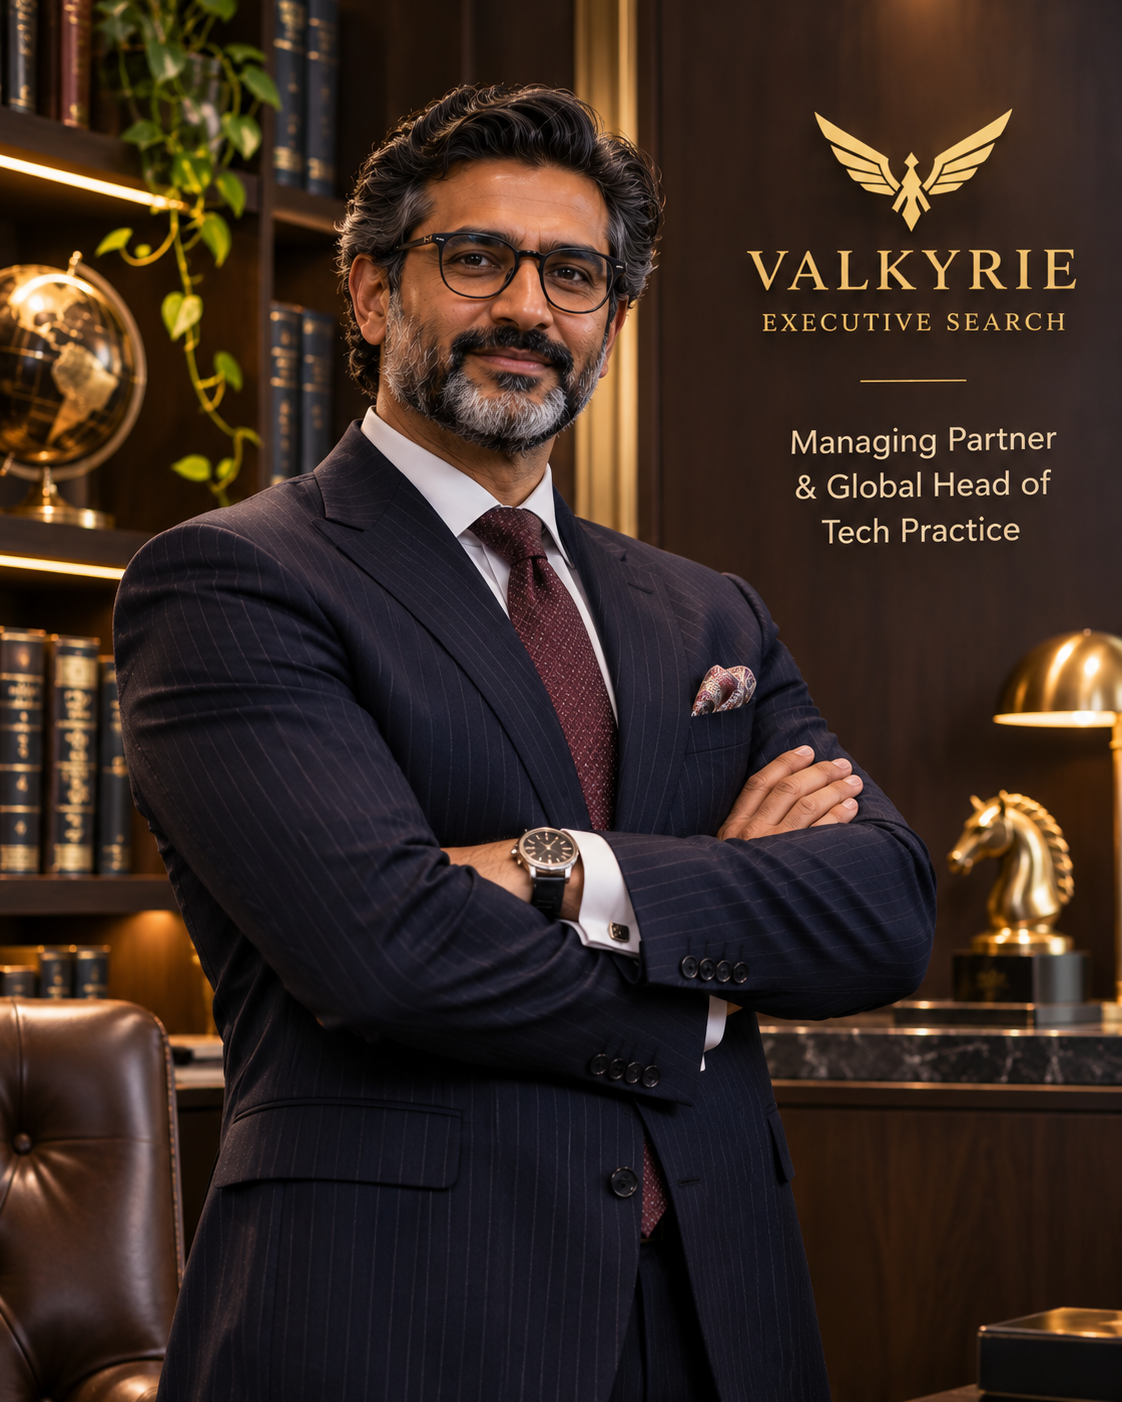 VALKYRIE
EXECUTIVE SEARCH
Managing Partner
& Global Head of
Tech Practice